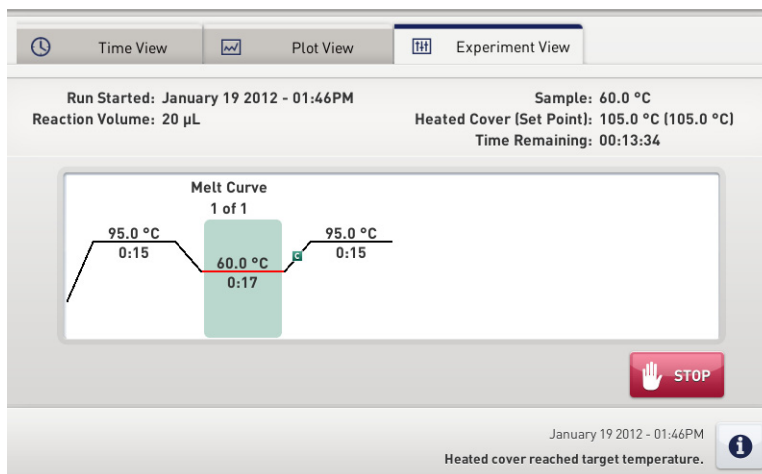 Time View
Plot View
Experiment View
Run Started: January 19 2012 - 01:46PM
Reaction Volume: 20 µL
Sample: 60.0 °C
Heated Cover (Set Point): 105.0 °C (105.0 °C)
Time Remaining: 00:13:34
Melt Curve
1 of 1
95.0 °C
0:15
60.0 °C
0:17
C
95.0 °C
0:15
STOP
January 19 2012 - 01:46PM
Heated cover reached target temperature.